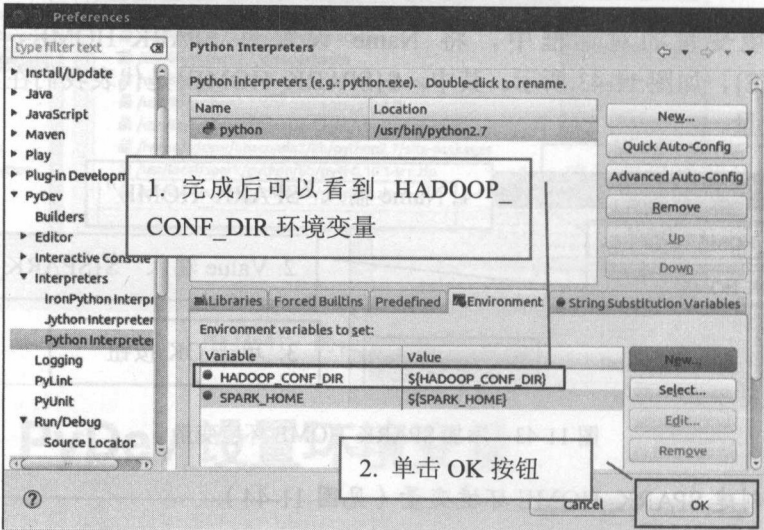 Preferences
type filter text
Install/Update
Java
JavaScript
Maven
Play
Plug-in Developm
PyDev
Builders
Editor
Interactive Console
Interpreters
IronPython Interpr
Jython Interpreter
Python Interpreter
Logging
PyLint
PyUnit
Run/Debug
Source Locator
Python Interpreters
Python interpreters (e.g.: python.exe). Double-click to rename.
Name Location
python /usr/bin/python2.7
New...
Quick Auto-Config
Advanced Auto-Config
Remove
Up
Down
1. 完成后可以看到 HADOOP_
CONF_DIR 环境变量
Libraries Forced Builtins Predefined Environment String Substitution Variables
Environment variables to set:
Variable Value
HADOOP_CONF_DIR ${HADOOP_CONF_DIR}
SPARK_HOME ${SPARK_HOME}
New...
Select...
Edit...
Remove
2. 单击 OK 按钮
Cancel OK